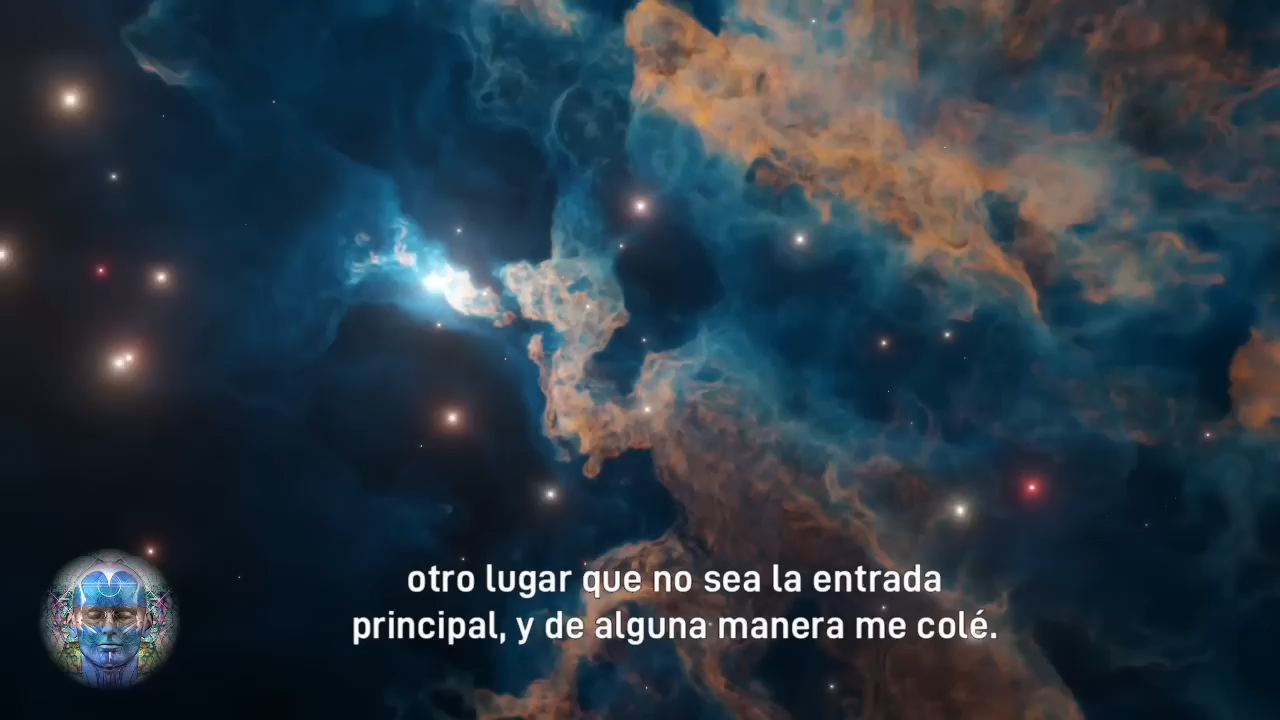 otro lugar que no sea la entrada
principal, y de alguna manera me colé.